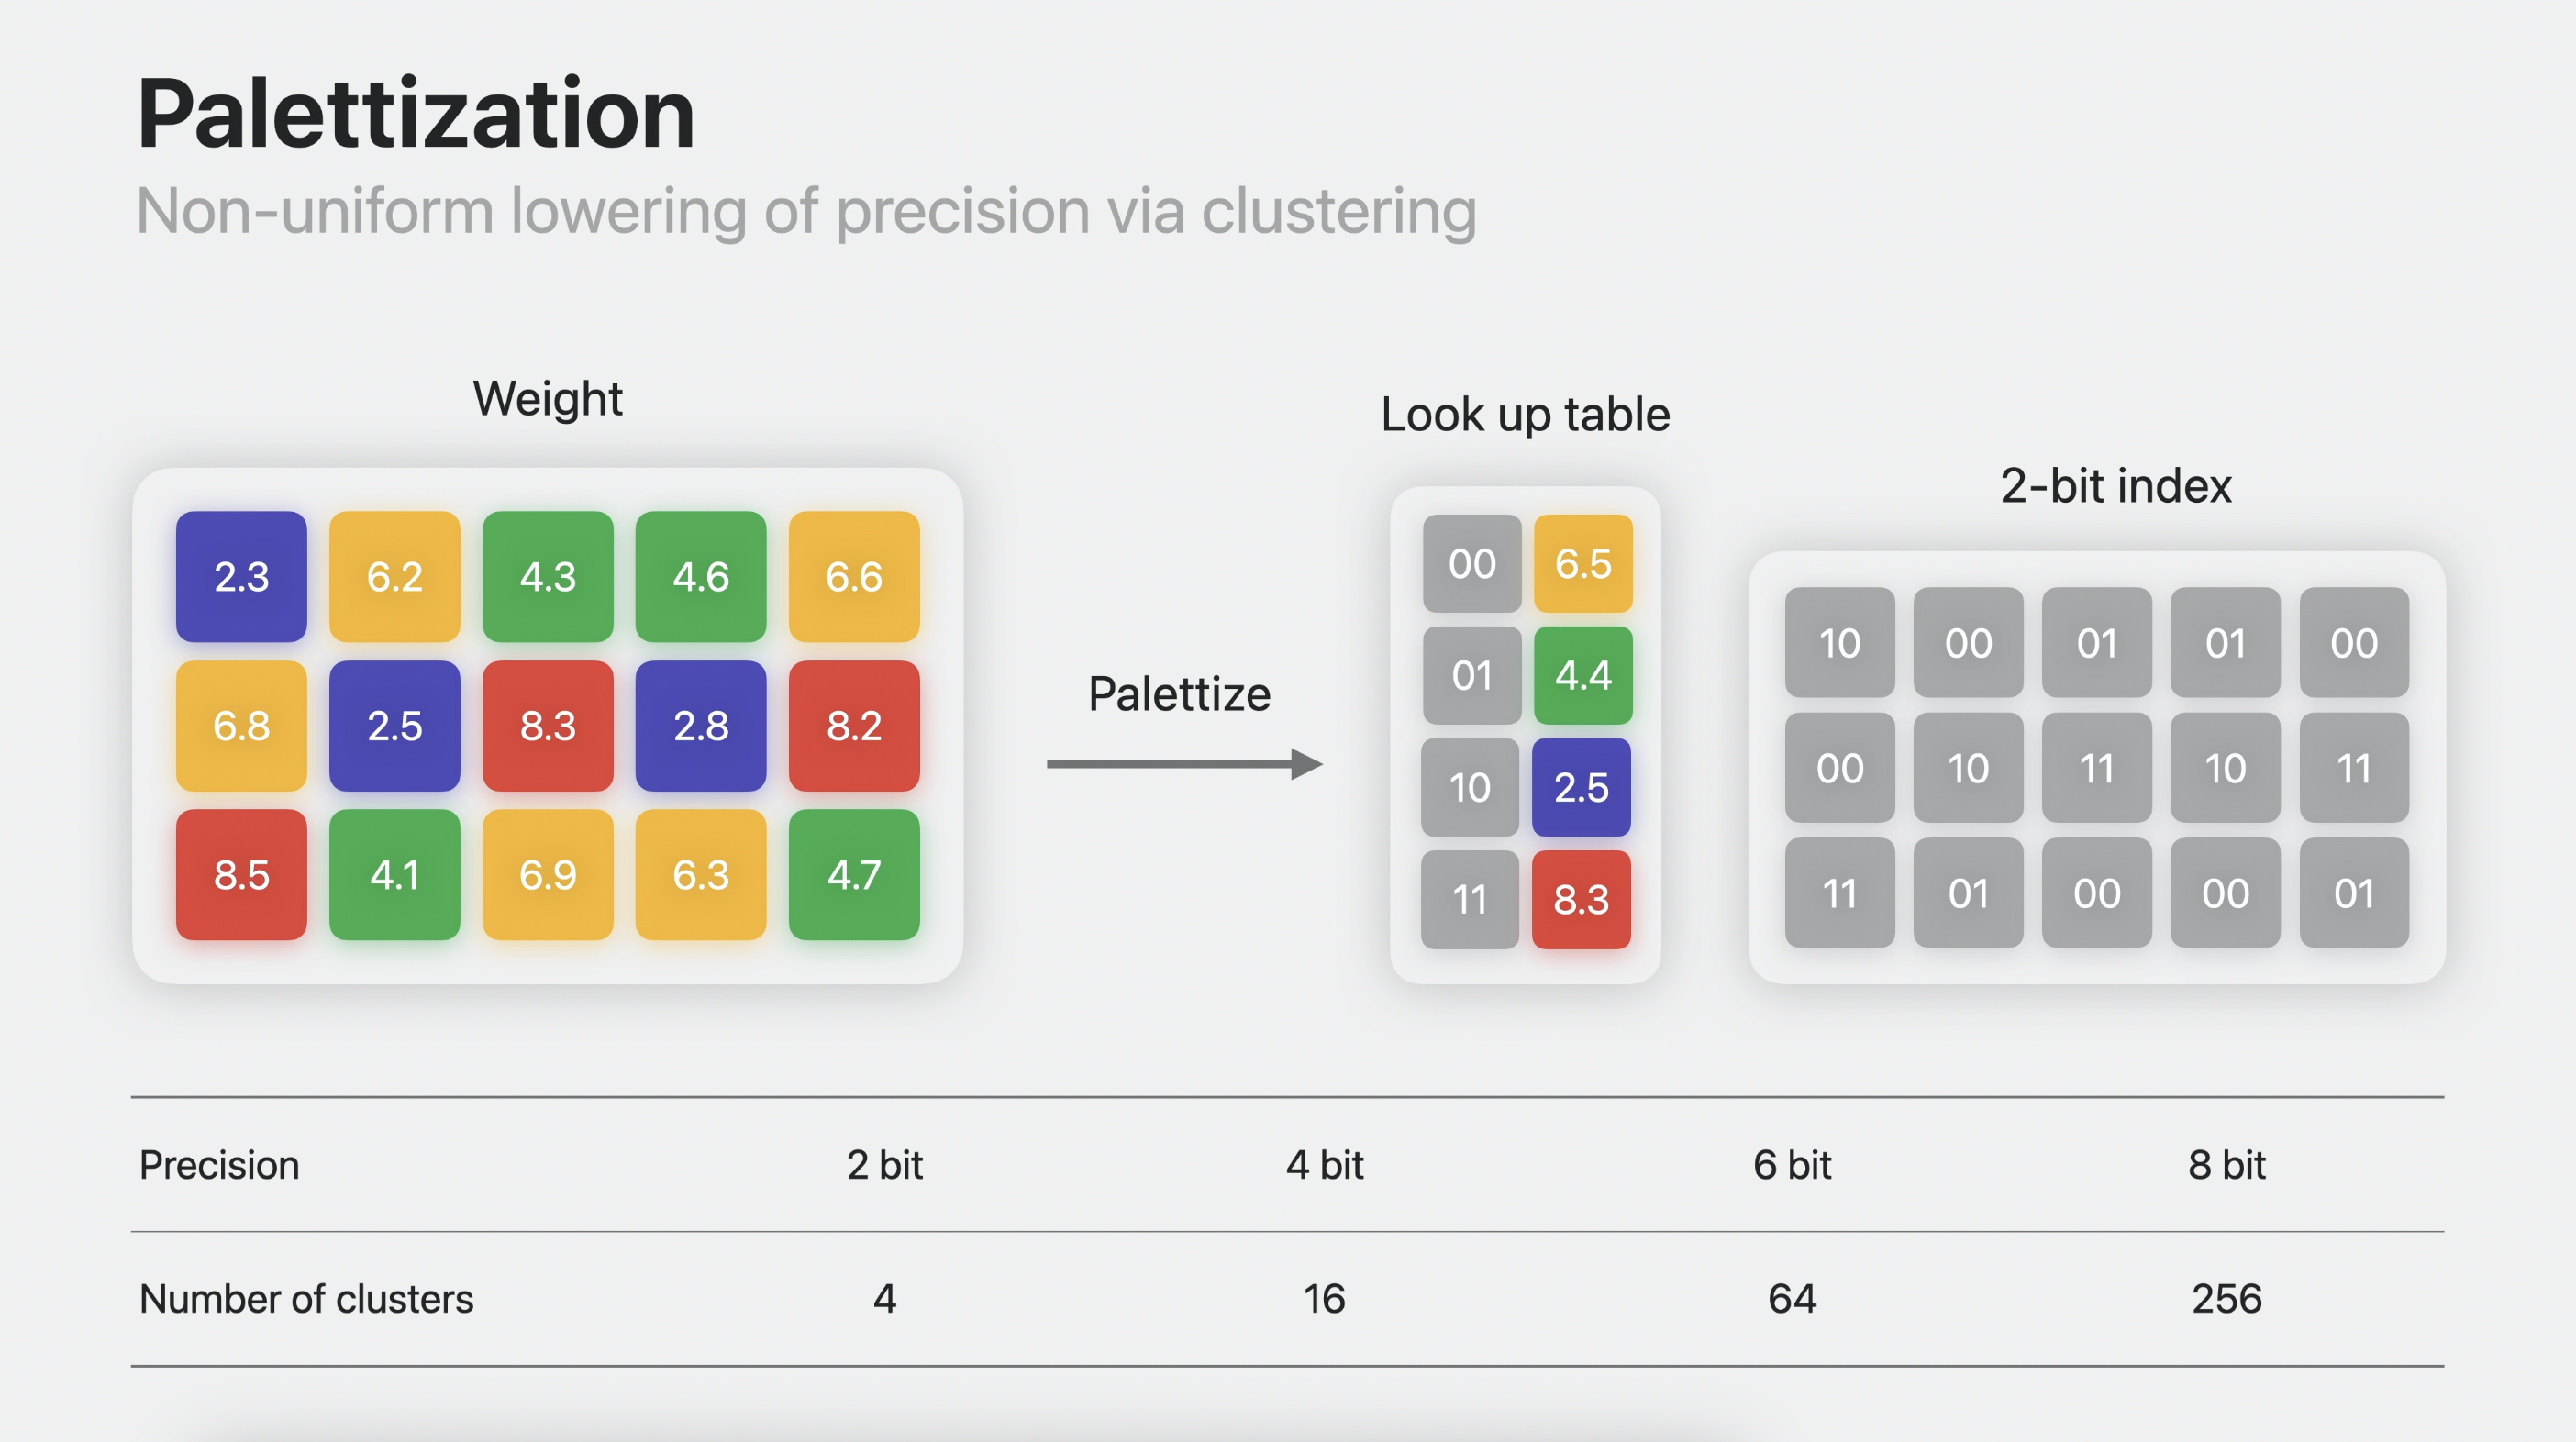 Palettization
Non-uniform lowering of precision via clustering
Weight
2.3 6.2 4.3 4.6 6.6
6.8 2.5 8.3 2.8 8.2
8.5 4.1 6.9 6.3 4.7
Palettize
Look up table
00 6.5
01 4.4
10 2.5
11 8.3
2-bit index
10 00 01 01 00
00 10 11 10 11
11 01 00 00 01
Precision 2 bit 4 bit 6 bit 8 bit
Number of clusters 4 16 64 256